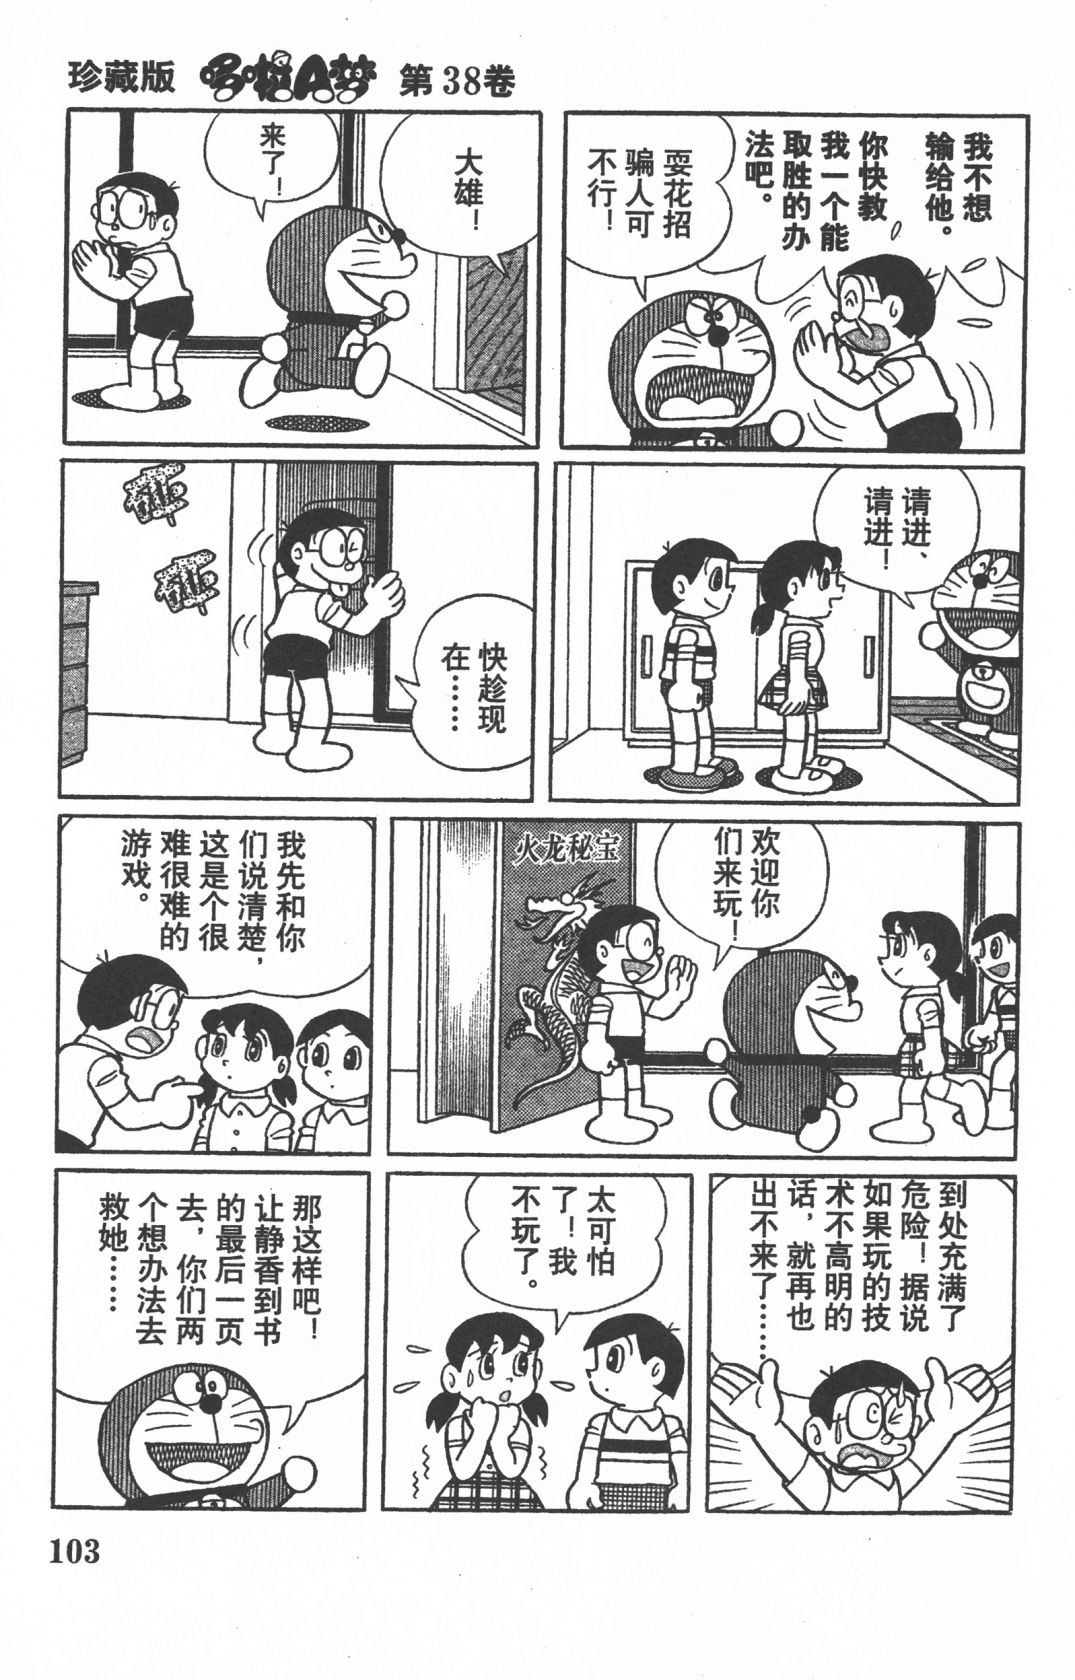 珍藏版 哆啦A梦 第38卷
我不想
输给他。
你快教
我一个能
取胜的办
法吧。
耍花招
骗人可
不行！
大雄！
来了！
请进、
请进！
快趁现
在……
欢迎你
们来玩！
火龙秘宝
我先和你
们说清楚，
这是个很
难很难的
游戏。
到处充满了
危险！据说
如果玩的技
术不高明的
话，就再也
出不来了……
太可怕
了！我
不玩了。
那这样吧！
让静香到书
的最后一页
去，你们两
个想办法去
救她……
103